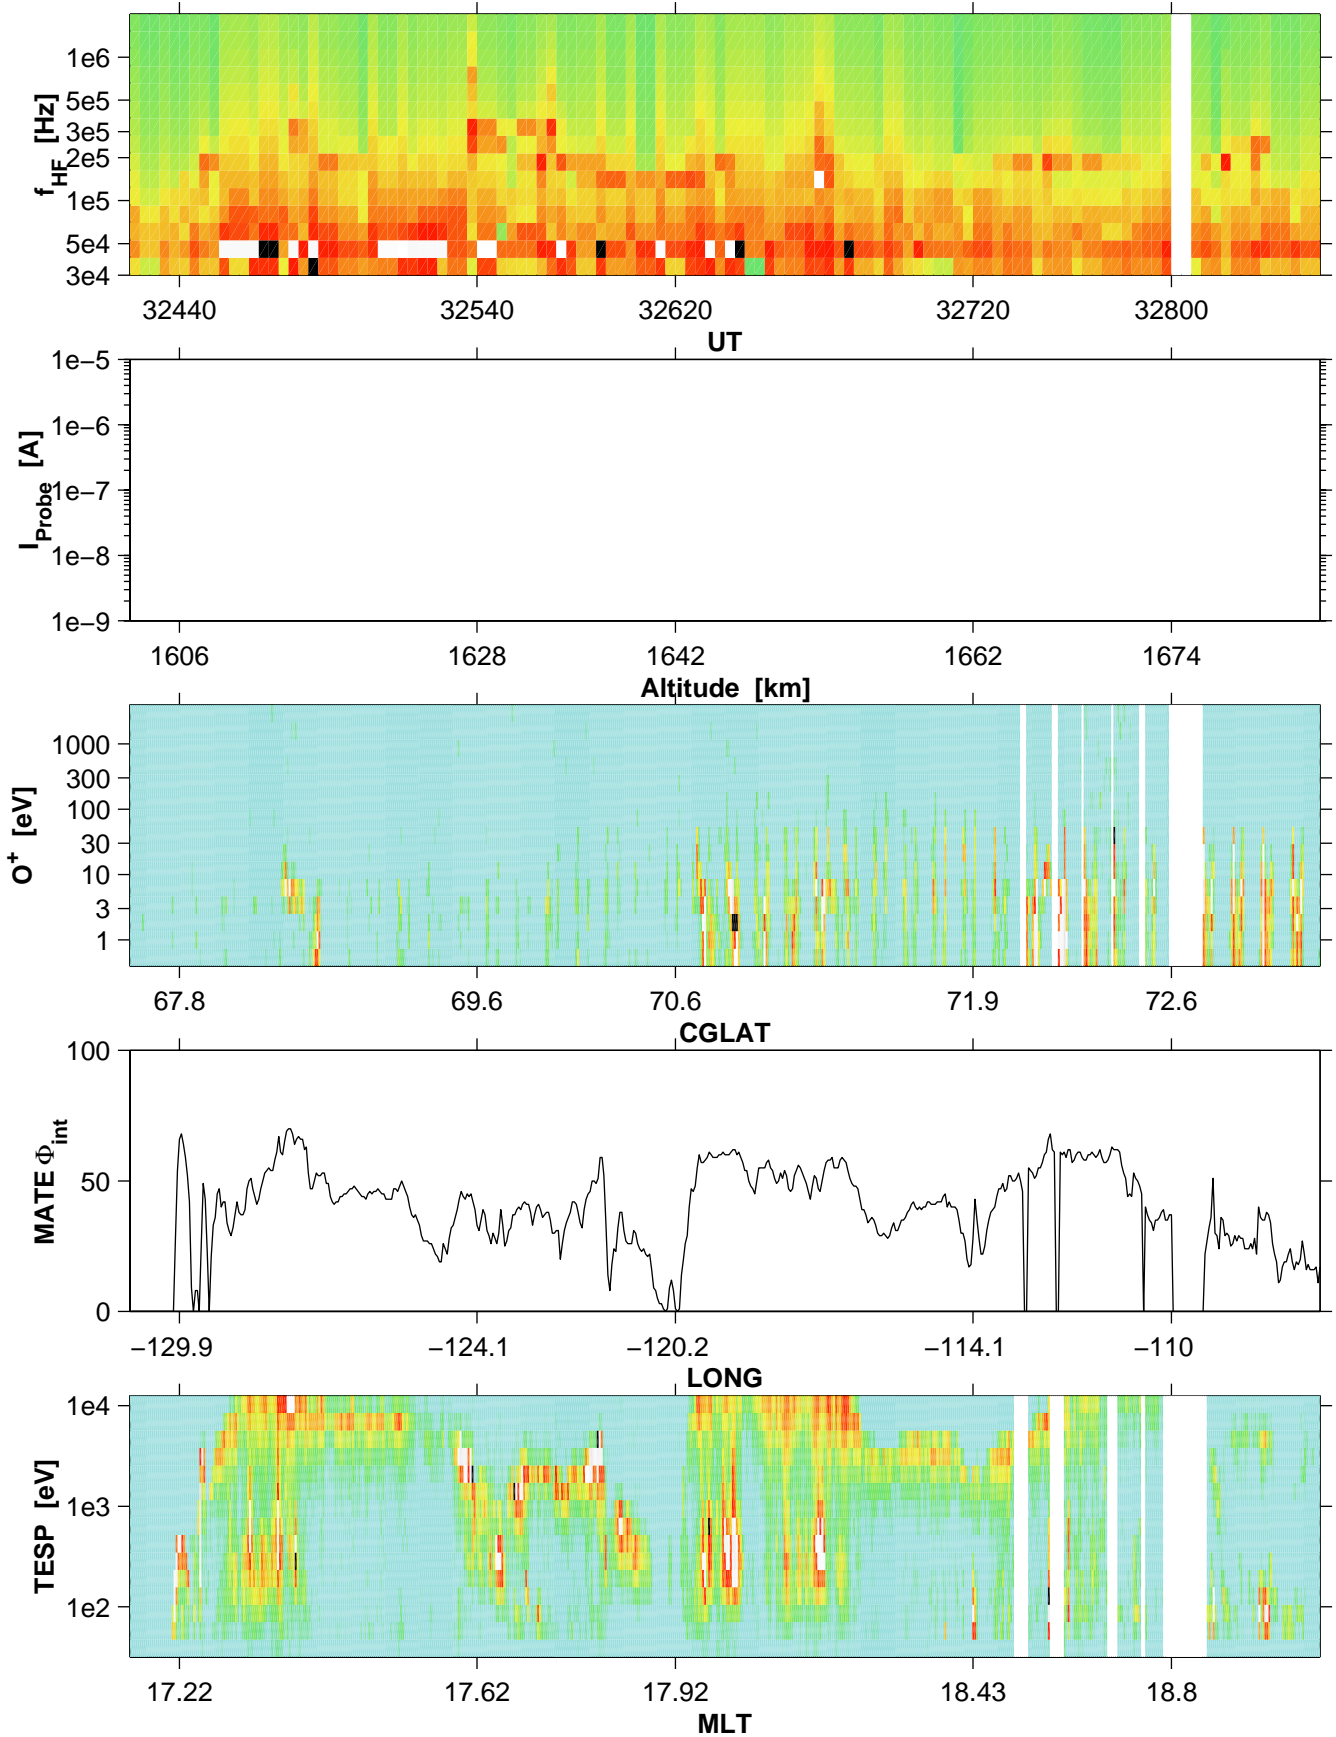 1e6
5e5
3e5
2e5
1e5
5e4
3e4
f_HF [Hz]
32440 32540 32620 32720 32800
UT
1e−5
1e−6
1e−7
1e−8
1e−9
I_Probe [A]
1606 1628 1642 1662 1674
Altitude [km]
1000
300
100
30
10
3
1
O⁺ [eV]
67.8 69.6 70.6 71.9 72.6
CGLAT
100
50
0
MATE Φ_int
−129.9 −124.1 −120.2 −114.1 −110
LONG
1e4
1e3
1e2
TESP [eV]
17.22 17.62 17.92 18.43 18.8
MLT